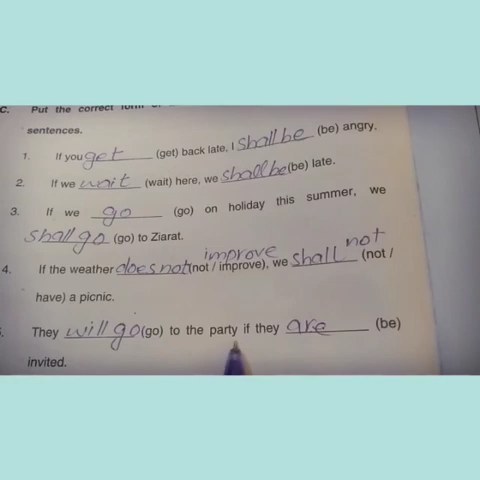 C. Put the correct form of
sentences.
1. If you get (get) back late, I shall be (be) angry.
2. If we wait (wait) here, we shall be (be) late.
3. If we go (go) on holiday this summer, we
shall go (go) to Ziarat.
improve not
4. If the weather does not (not / improve), we shall (not /
have) a picnic.
They will go (go) to the party if they are (be)
invited.